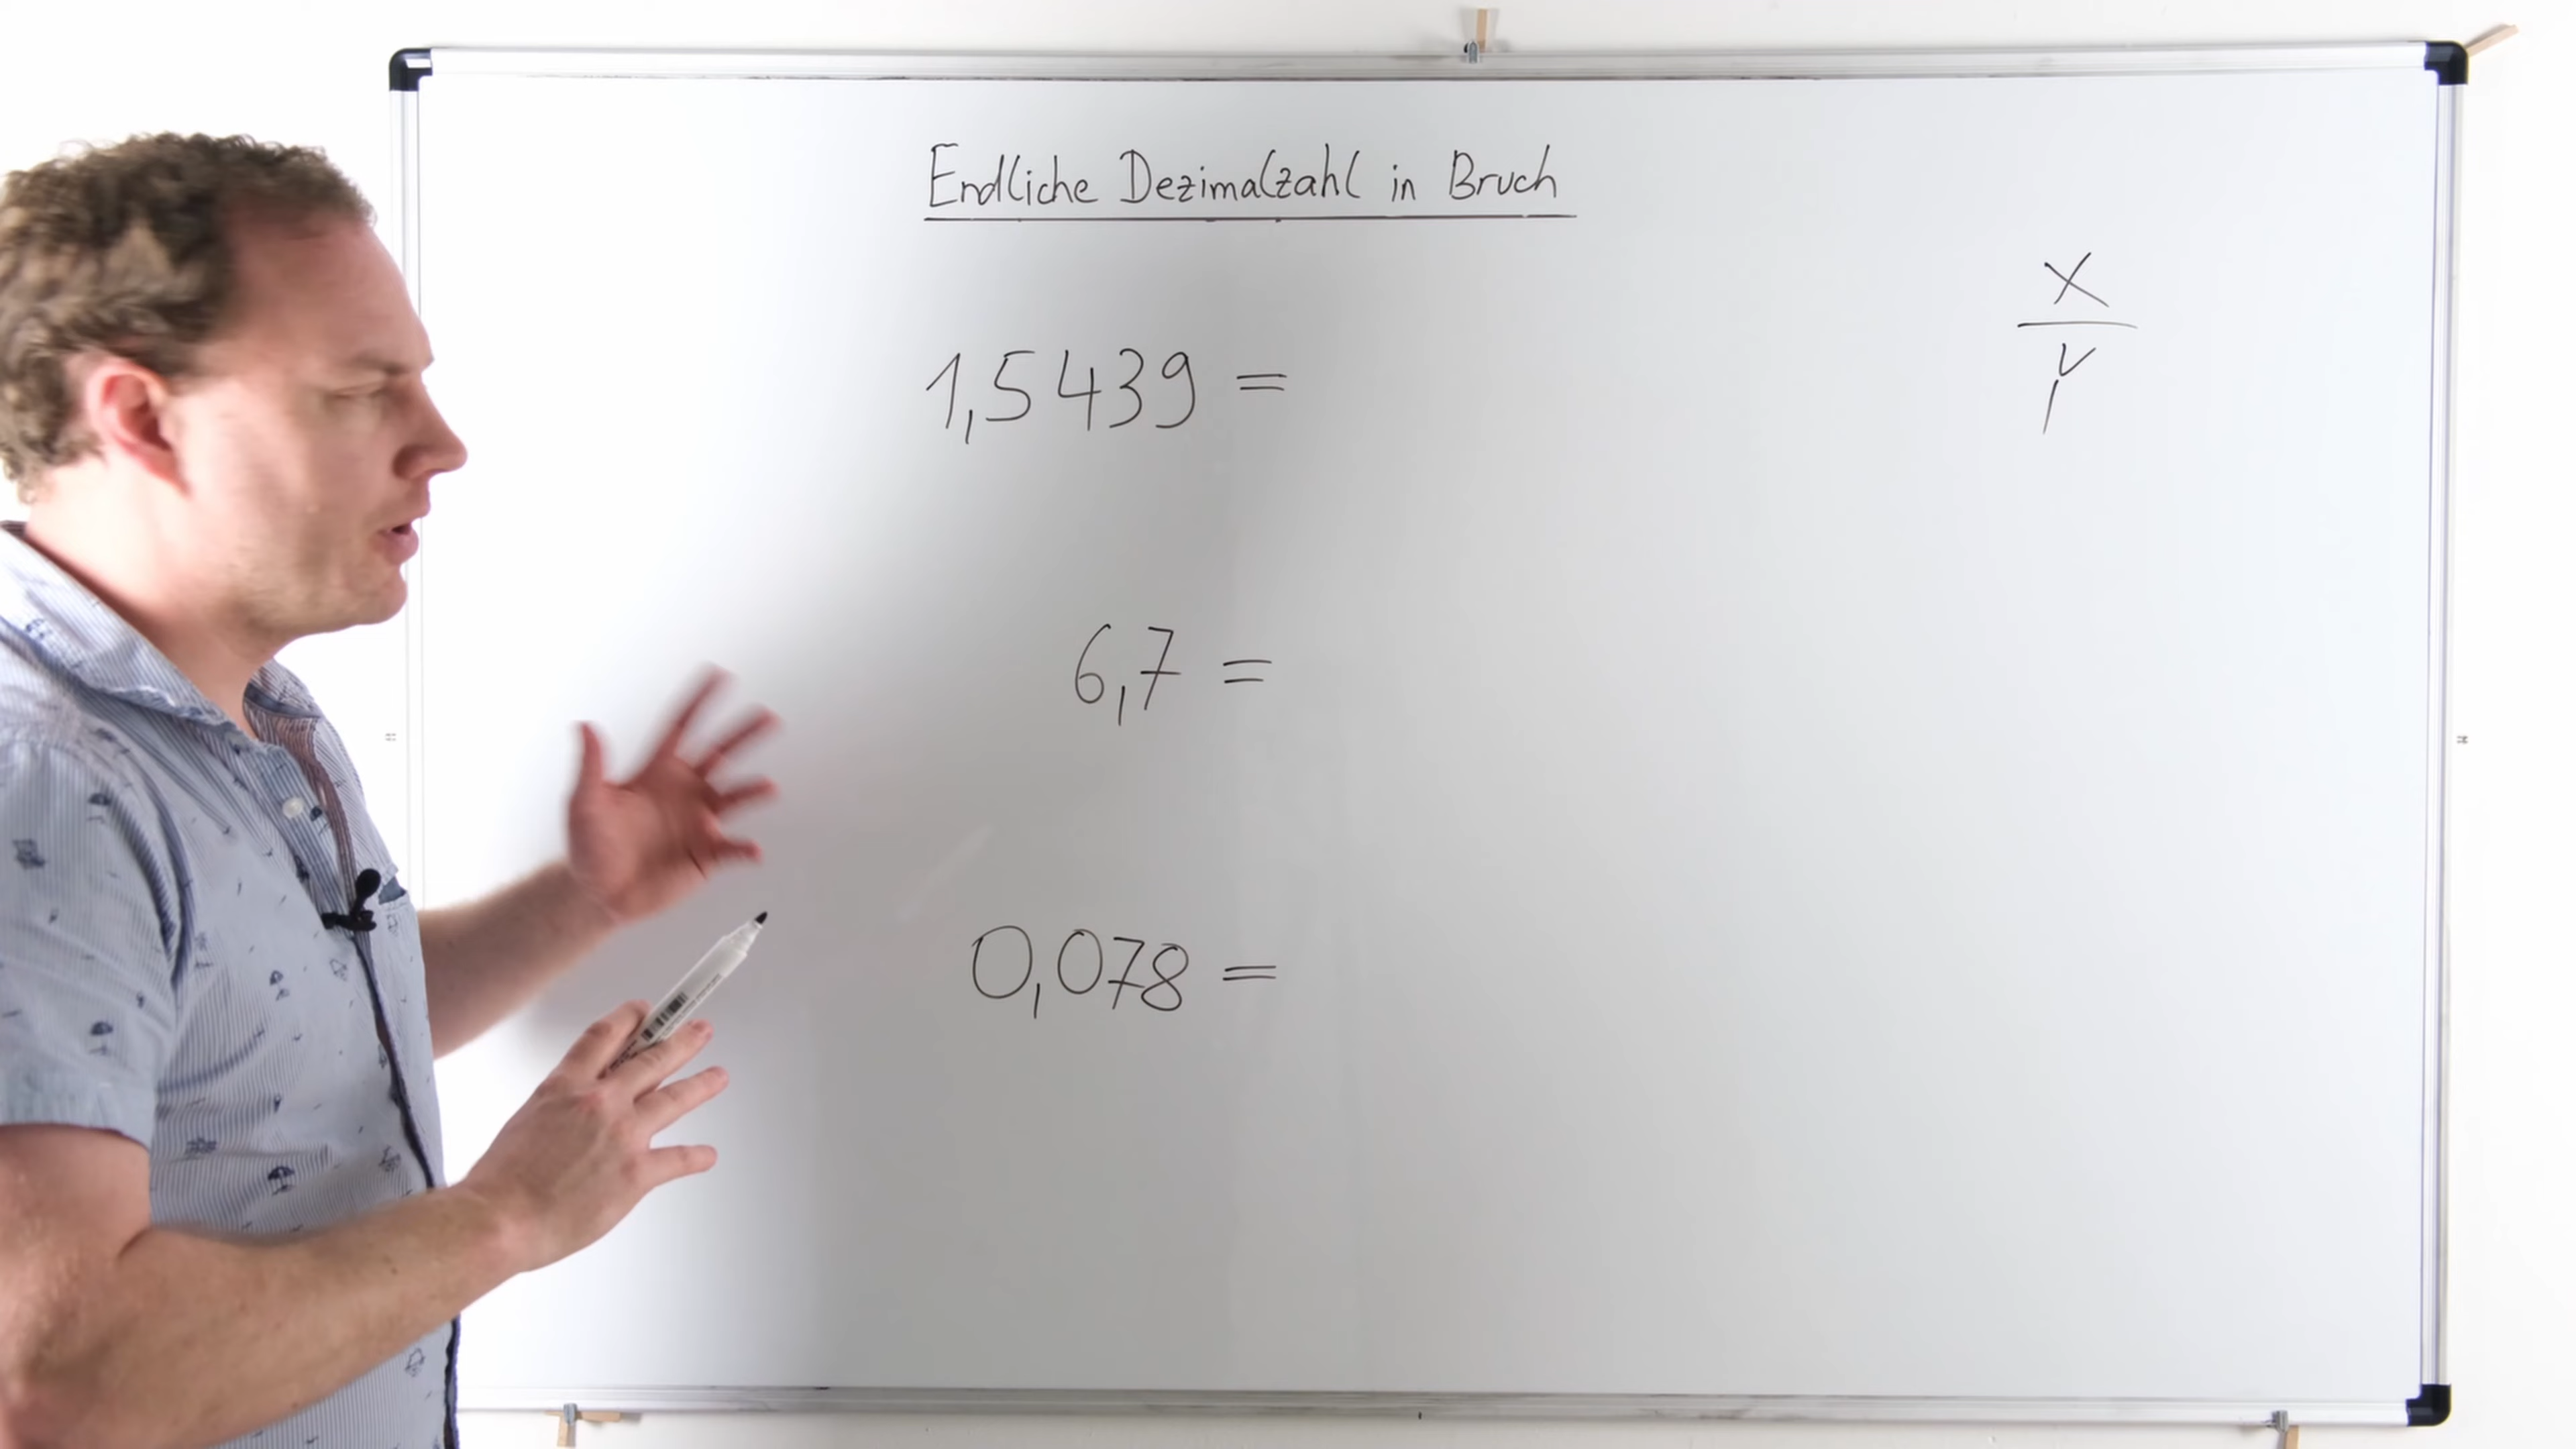 Endliche Dezimalzahl in Bruch
x
y
1,5439 =
6,7 =
0,078 =